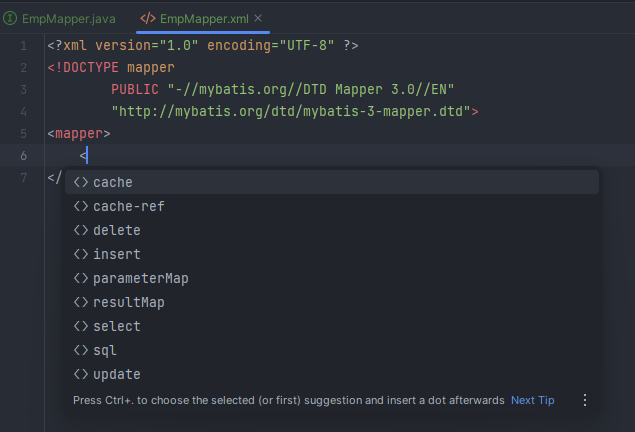 EmpMapper.java
</> EmpMapper.xml ×
1 <?xml version="1.0" encoding="UTF-8" ?>
2 <!DOCTYPE mapper
3 PUBLIC "-//mybatis.org//DTD Mapper 3.0//EN"
4 "http://mybatis.org/dtd/mybatis-3-mapper.dtd">
5 <mapper>
6 <
7 </
<> cache
<> cache-ref
<> delete
<> insert
<> parameterMap
<> resultMap
<> select
<> sql
<> update
Press Ctrl+. to choose the selected (or first) suggestion and insert a dot afterwards Next Tip